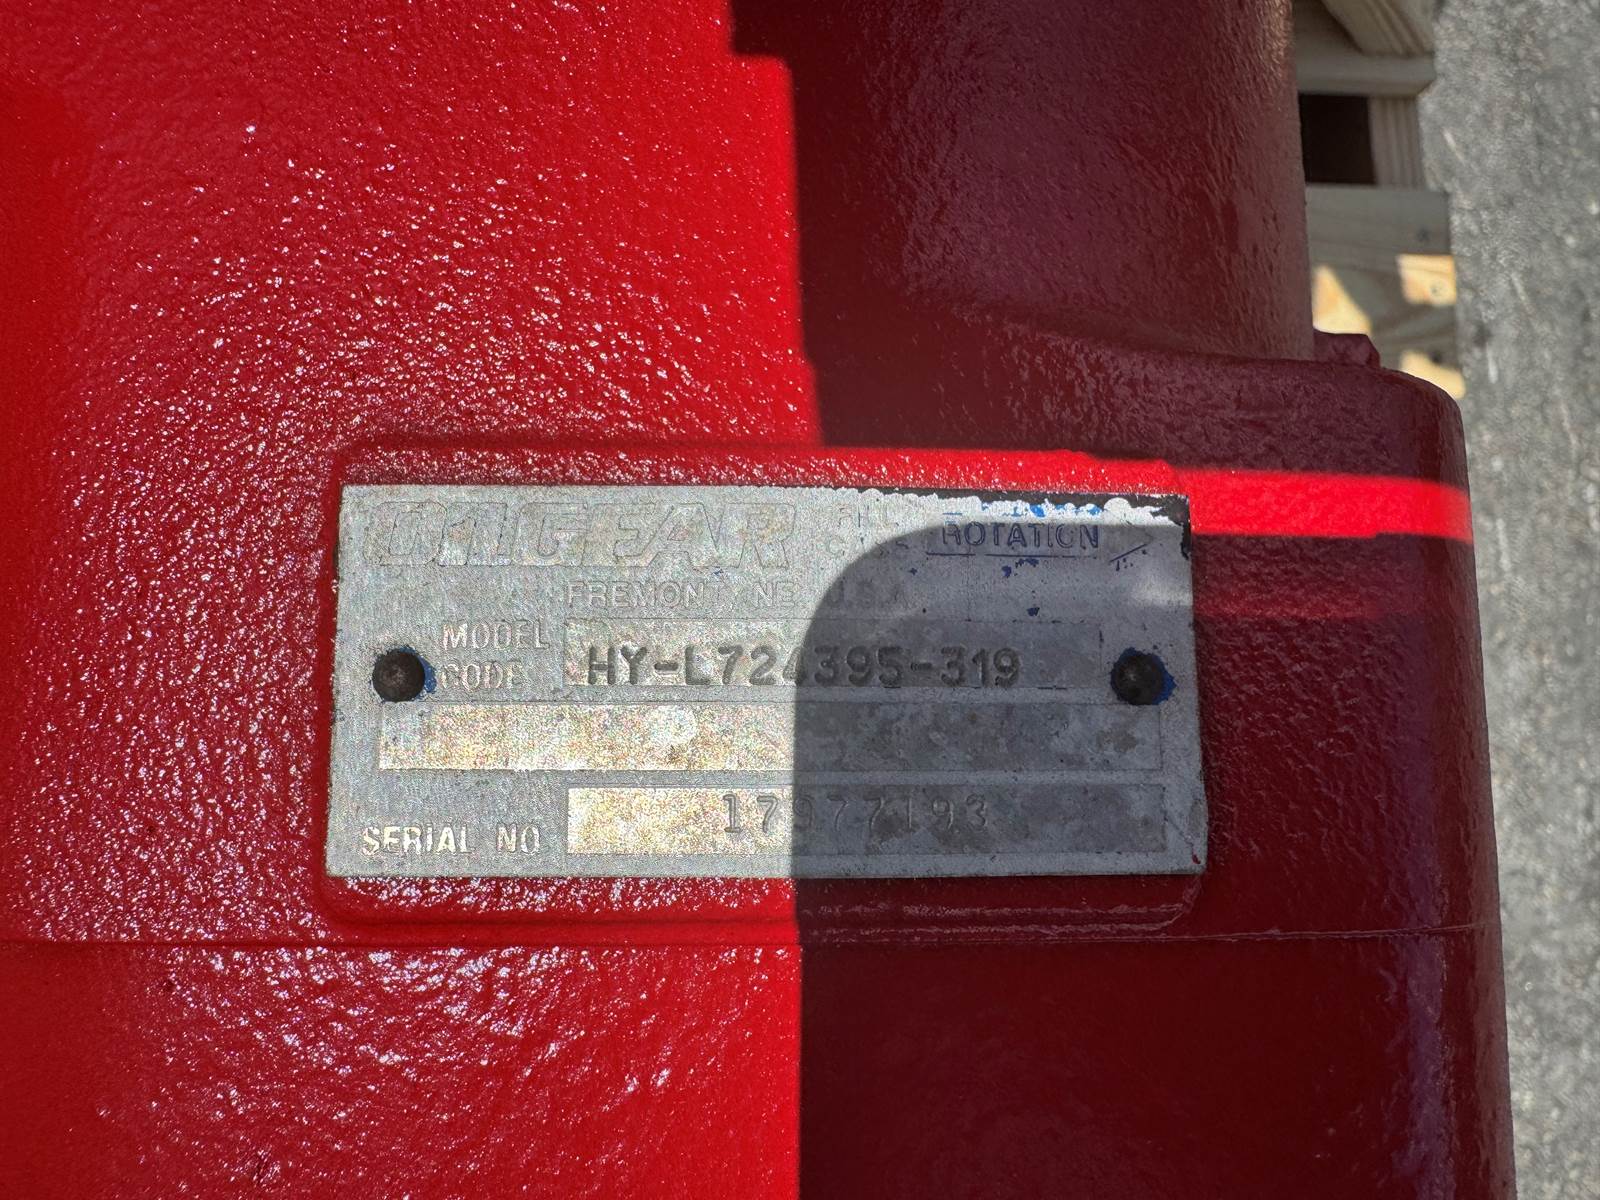 OILGEAR
ROTATION
FREMONT, NE.
MODEL
CODE
HY-L724395-319
SERIAL NO
17977193